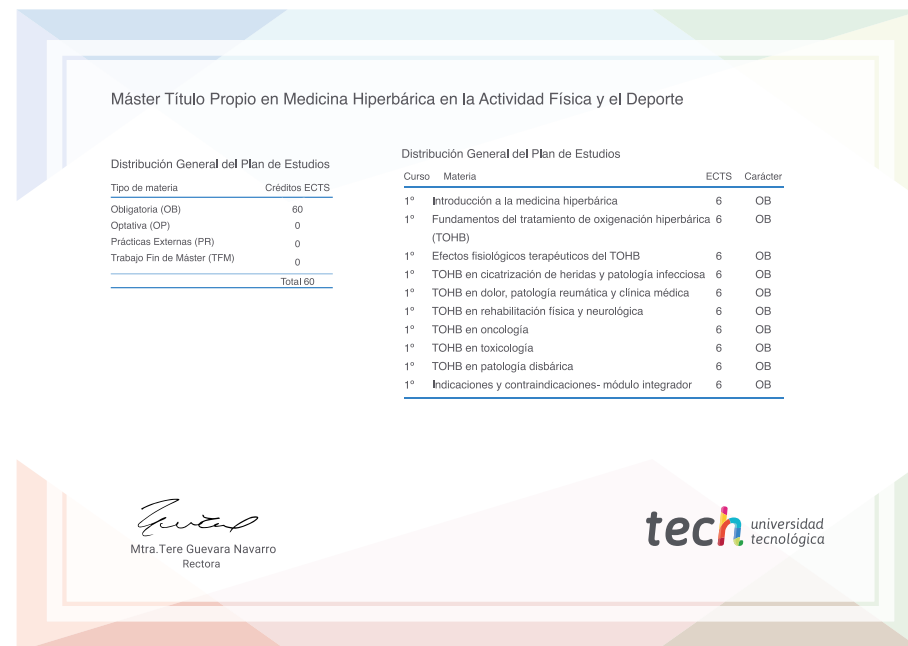 Máster Título Propio en Medicina Hiperbárica en la Actividad Física y el Deporte
Distribución General del Plan de Estudios
Tipo de materia Créditos ECTS
Obligatoria (OB) 60
Optativa (OP) 0
Prácticas Externas (PR) 0
Trabajo Fin de Máster (TFM) 0
Total 60
Distribución General del Plan de Estudios
Curso Materia ECTS Carácter
1º Introducción a la medicina hiperbárica 6 OB
1º Fundamentos del tratamiento de oxigenación hiperbárica 6 OB
(TOHB)
1º Efectos fisiológicos terapéuticos del TOHB 6 OB
1º TOHB en cicatrización de heridas y patología infecciosa 6 OB
1º TOHB en dolor, patología reumática y clínica médica 6 OB
1º TOHB en rehabilitación física y neurológica 6 OB
1º TOHB en oncología 6 OB
1º TOHB en toxicología 6 OB
1º TOHB en patología disbárica 6 OB
1º Indicaciones y contraindicaciones- módulo integrador 6 OB
Mtra.Tere Guevara Navarro
Rectora
tech universidad
tecnológica